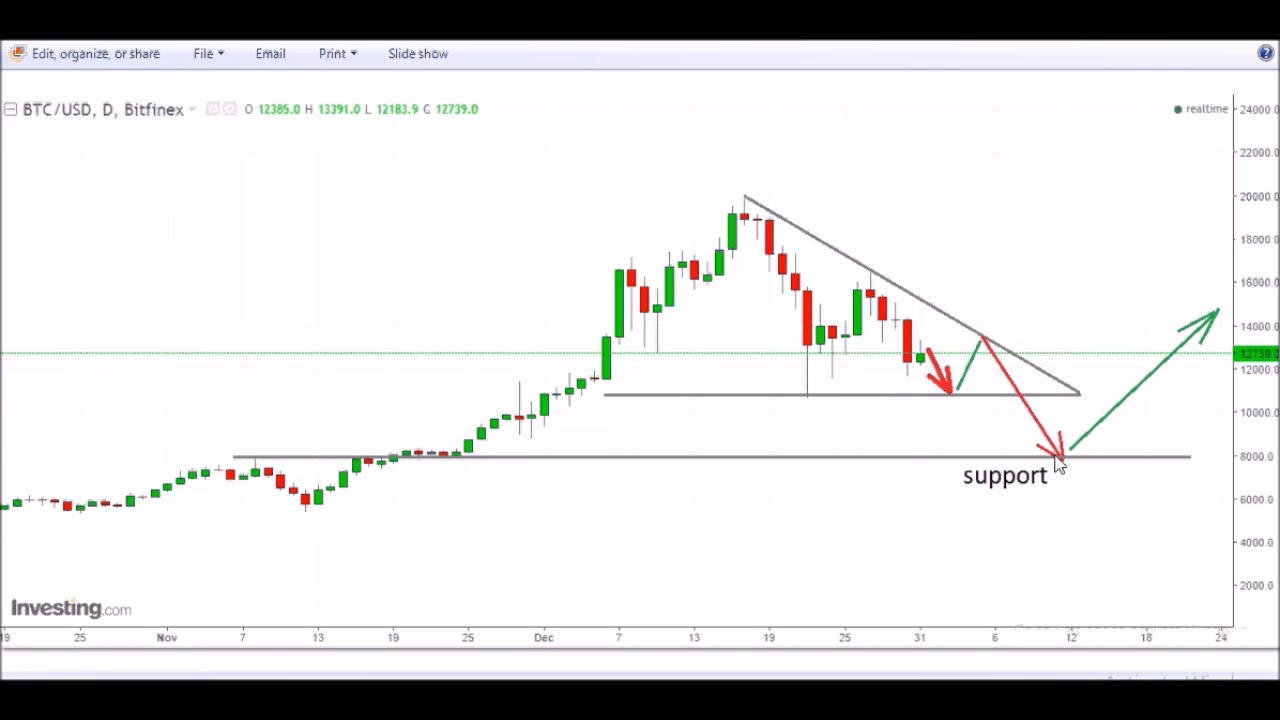 Edit, organize, or share File Email Print Slide show
BTC/USD, D, Bitfinex O 12385.0 H 13391.0 L 12183.9 C 12739.0
realtime
24000.0
22000.0
20000.0
18000.0
16000.0
14000.0
12739.0
12000.0
10000.0
8000.0
support
6000.0
4000.0
2000.0
Investing.com
19 25 Nov 7 13 19 25 Dec 7 13 19 25 31 6 12 18 24